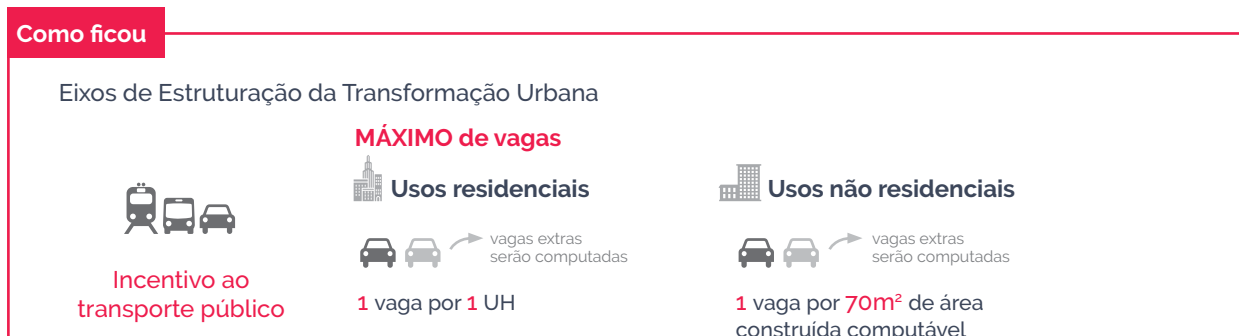 Como ficou
Eixos de Estruturação da Transformação Urbana
MÁXIMO de vagas
Usos residenciais
vagas extras
serão computadas
1 vaga por 1 UH
Usos não residenciais
vagas extras
serão computadas
1 vaga por 70m² de área
construída computável
Incentivo ao
transporte público